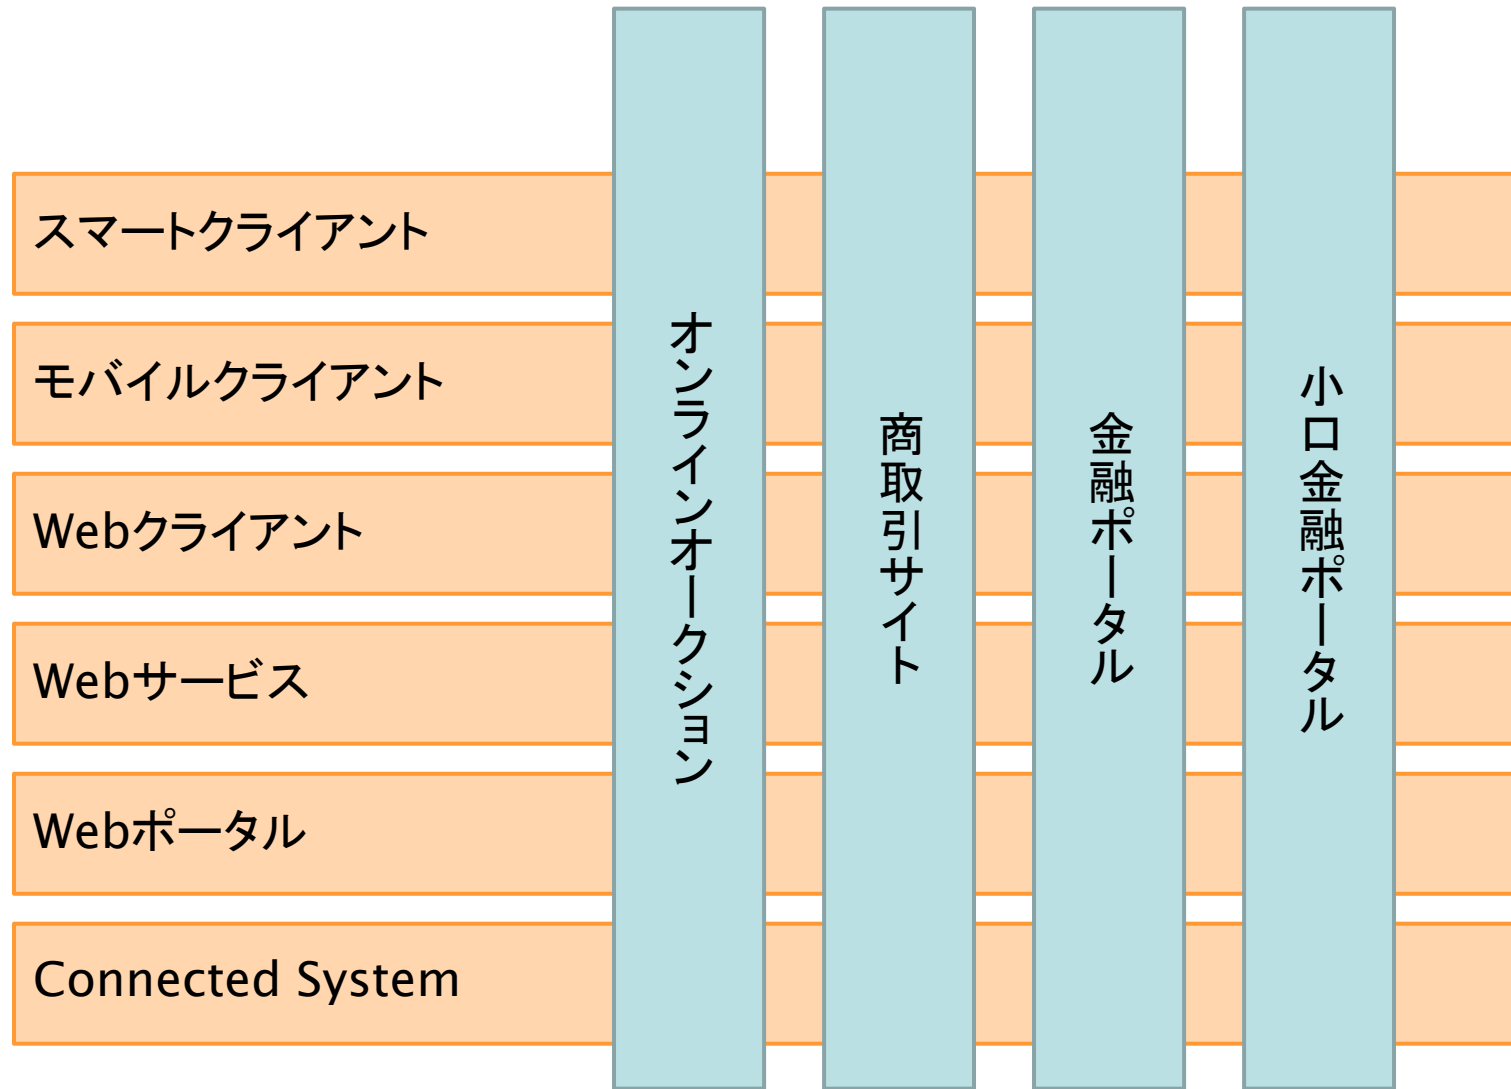 スマートクライアント
モバイルクライアント
Webクライアント
Webサービス
Webポータル
Connected System
オンラインオークション
商取引サイト
金融ポータル
小口金融ポータル